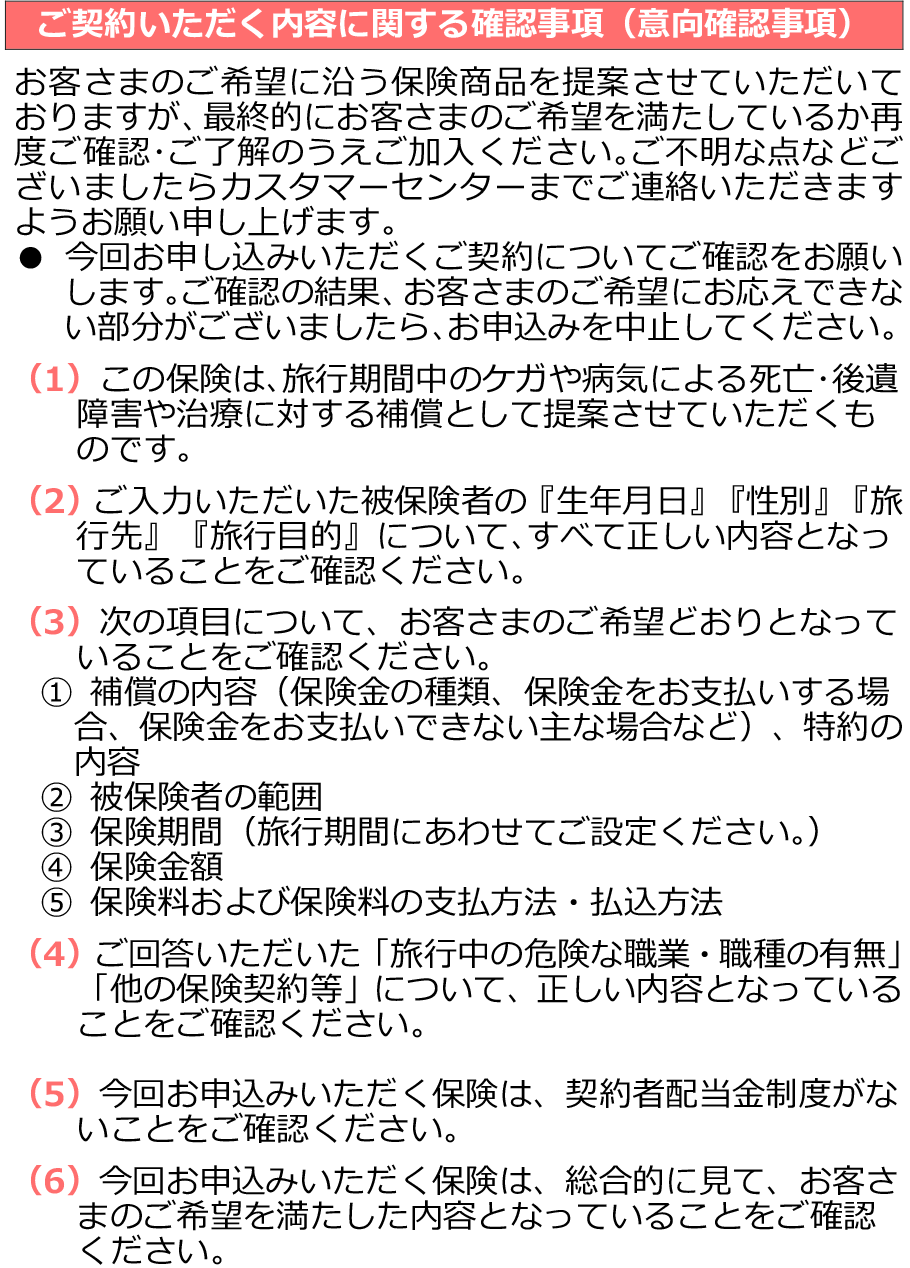 ご契約いただく内容に関する確認事項（意向確認事項）
お客さまのご希望に沿う保険商品を提案させていただいて
おりますが、最終的にお客さまのご希望を満たしているか再
度ご確認･ご了解のうえご加入ください。ご不明な点などご
ざいましたらカスタマーセンターまでご連絡いただきます
ようお願い申し上げます。
● 今回お申し込みいただくご契約についてご確認をお願い
します。ご確認の結果、お客さまのご希望にお応えできな
い部分がございましたら、お申込みを中止してください。
（1）この保険は、旅行期間中のケガや病気による死亡･後遺
障害や治療に対する補償として提案させていただくも
のです。
（2）ご入力いただいた被保険者の『生年月日』『性別』『旅
行先』『旅行目的』について、すべて正しい内容となっ
ていることをご確認ください。
（3）次の項目について、お客さまのご希望どおりとなって
いることをご確認ください。
① 補償の内容（保険金の種類、保険金をお支払いする場
合、保険金をお支払いできない主な場合など）、特約の
内容
② 被保険者の範囲
③ 保険期間（旅行期間にあわせてご設定ください。）
④ 保険金額
⑤ 保険料および保険料の支払方法・払込方法
（4）ご回答いただいた「旅行中の危険な職業・職種の有無」
「他の保険契約等」について、正しい内容となっている
ことをご確認ください。
（5）今回お申込みいただく保険は、契約者配当金制度がな
いことをご確認ください。
（6）今回お申込みいただく保険は、総合的に見て、お客さ
まのご希望を満たした内容となっていることをご確認
ください。